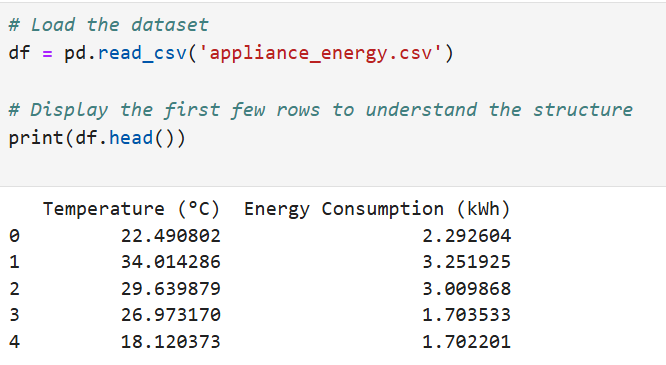 # Load the dataset
df = pd.read_csv('appliance_energy.csv')
# Display the first few rows to understand the structure
print(df.head())
Temperature (°C)  Energy Consumption (kWh)
0         22.490802                  2.292604
1         34.014286                  3.251925
2         29.639879                  3.009868
3         26.973170                  1.703533
4         18.120373                  1.702201